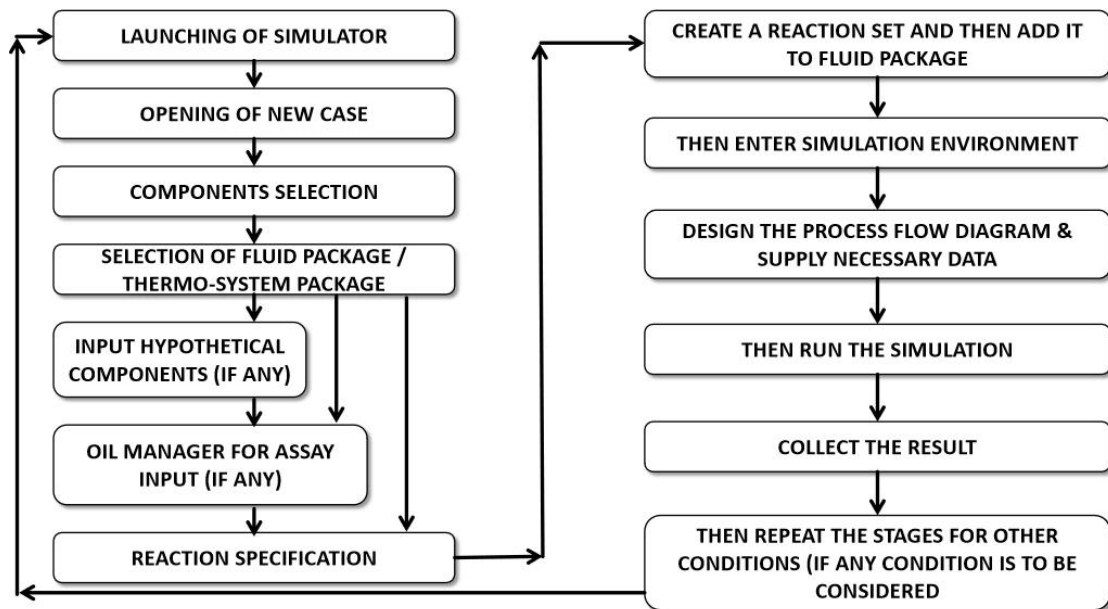 LAUNCHING OF SIMULATOR
OPENING OF NEW CASE
COMPONENTS SELECTION
SELECTION OF FLUID PACKAGE /
THERMO-SYSTEM PACKAGE
INPUT HYPOTHETICAL
COMPONENTS (IF ANY)
OIL MANAGER FOR ASSAY
INPUT (IF ANY)
REACTION SPECIFICATION
CREATE A REACTION SET AND THEN ADD IT
TO FLUID PACKAGE
THEN ENTER SIMULATION ENVIRONMENT
DESIGN THE PROCESS FLOW DIAGRAM &
SUPPLY NECESSARY DATA
THEN RUN THE SIMULATION
COLLECT THE RESULT
THEN REPEAT THE STAGES FOR OTHER
CONDITIONS (IF ANY CONDITION IS TO BE
CONSIDERED